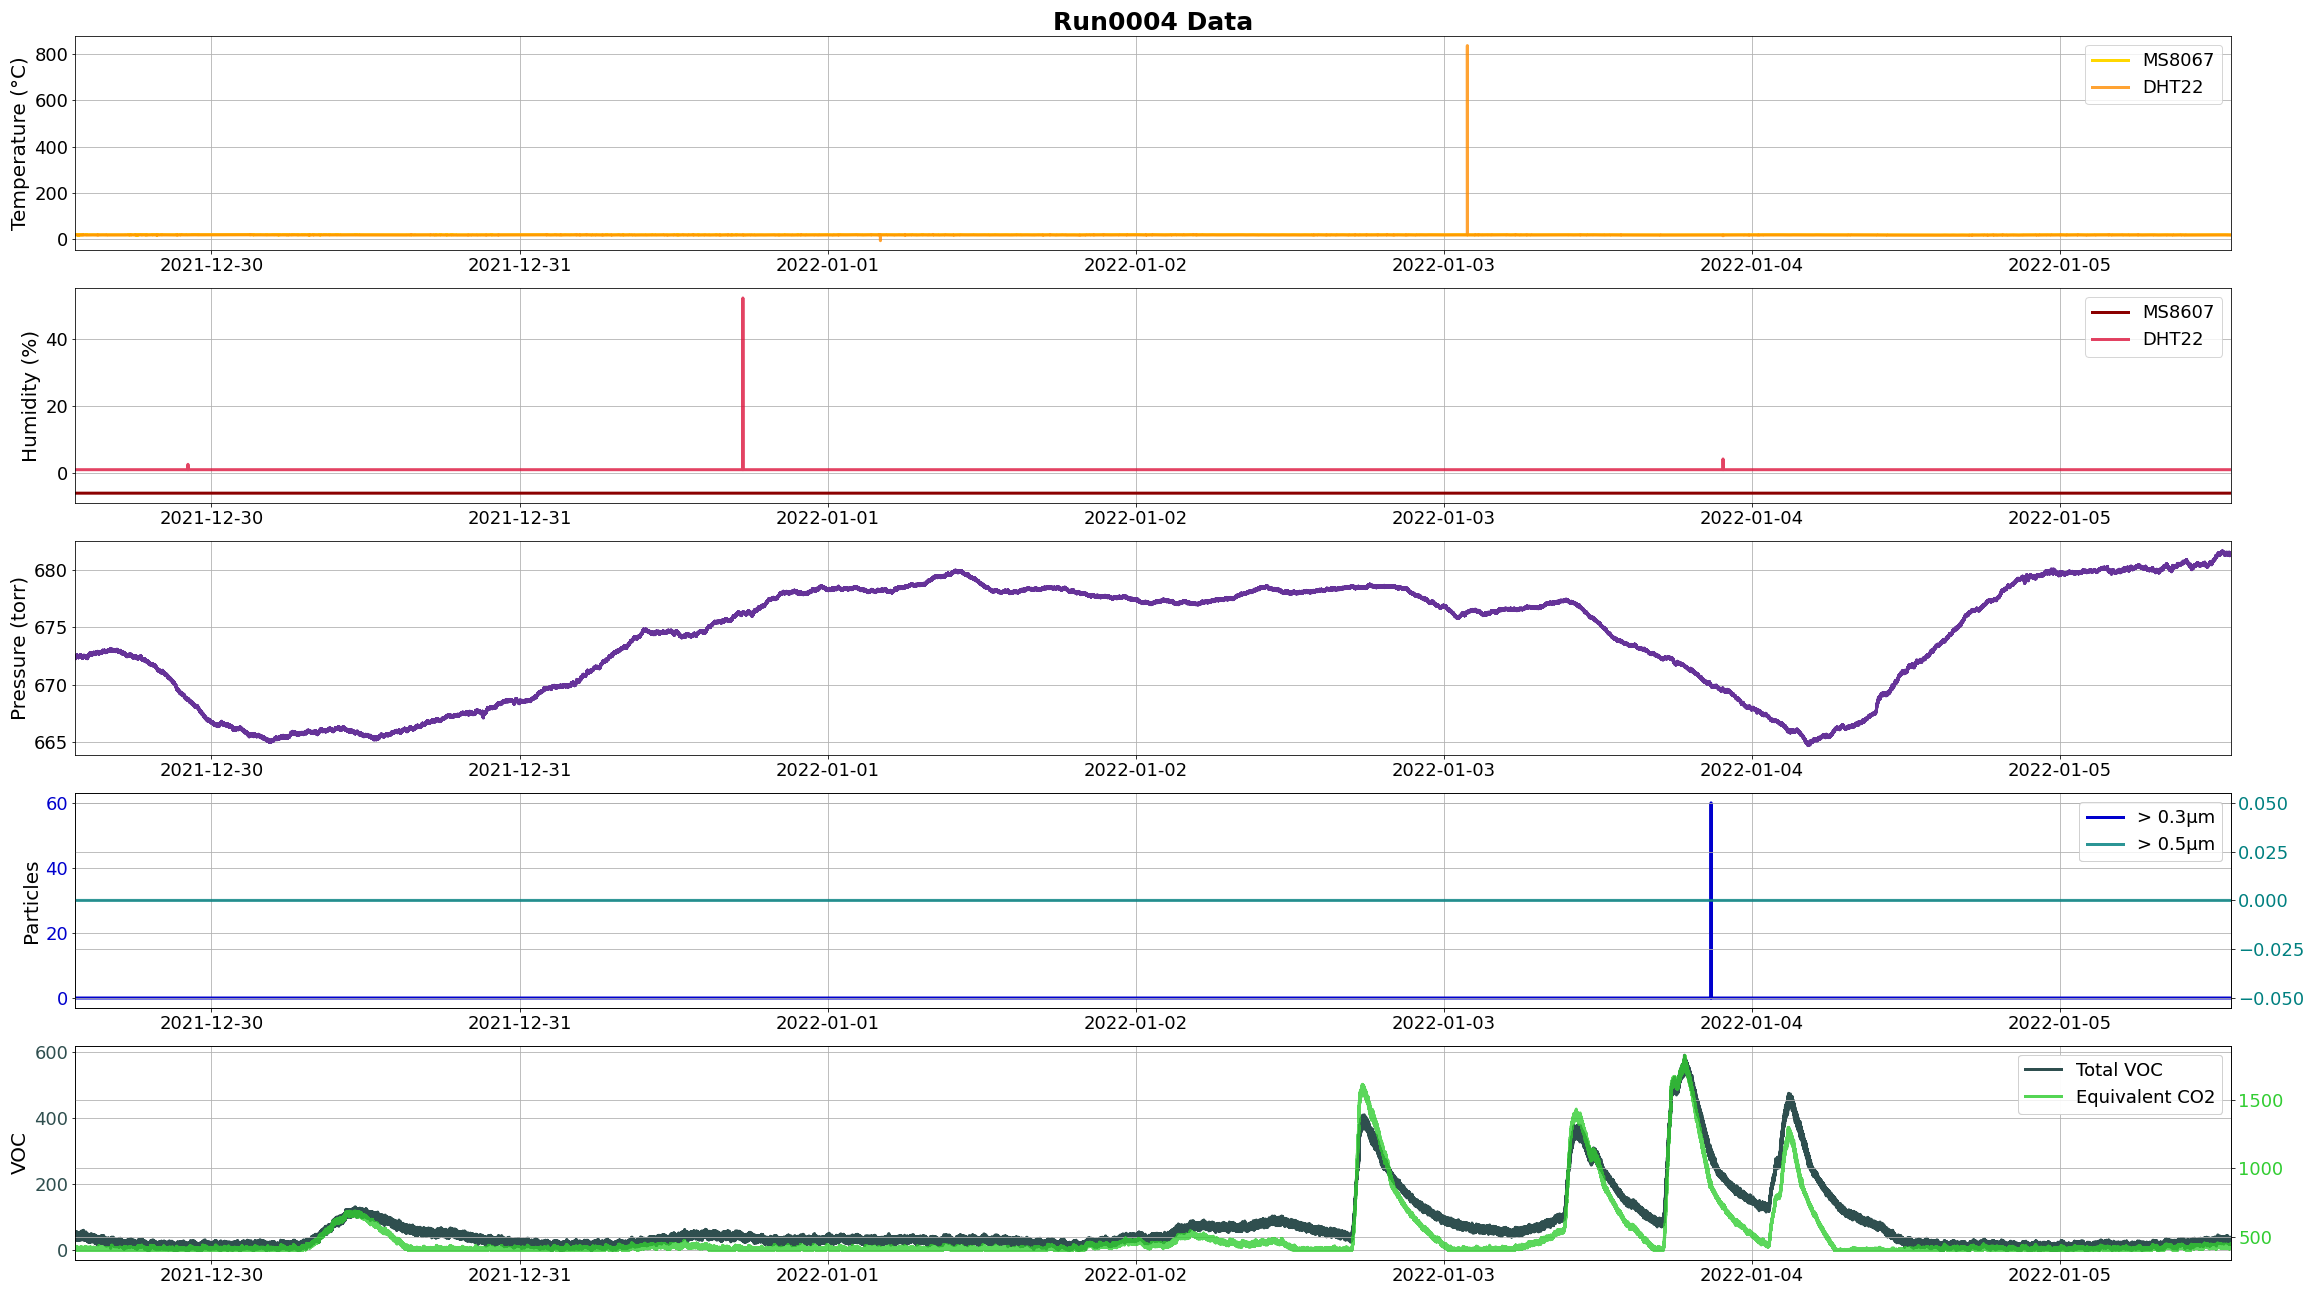 Run0004 Data
Temperature (°C)
800
600
400
200
0
MS8067
DHT22
2021-12-30 2021-12-31 2022-01-01 2022-01-02 2022-01-03 2022-01-04 2022-01-05
Humidity (%)
40
20
0
MS8607
DHT22
2021-12-30 2021-12-31 2022-01-01 2022-01-02 2022-01-03 2022-01-04 2022-01-05
Pressure (torr)
680
675
670
665
2021-12-30 2021-12-31 2022-01-01 2022-01-02 2022-01-03 2022-01-04 2022-01-05
Particles
60
40
20
0
> 0.3μm
> 0.5μm
0.050
0.025
0.000
−0.025
−0.050
2021-12-30 2021-12-31 2022-01-01 2022-01-02 2022-01-03 2022-01-04 2022-01-05
VOC
600
400
200
0
Total VOC
Equivalent CO2
1500
1000
500
2021-12-30 2021-12-31 2022-01-01 2022-01-02 2022-01-03 2022-01-04 2022-01-05